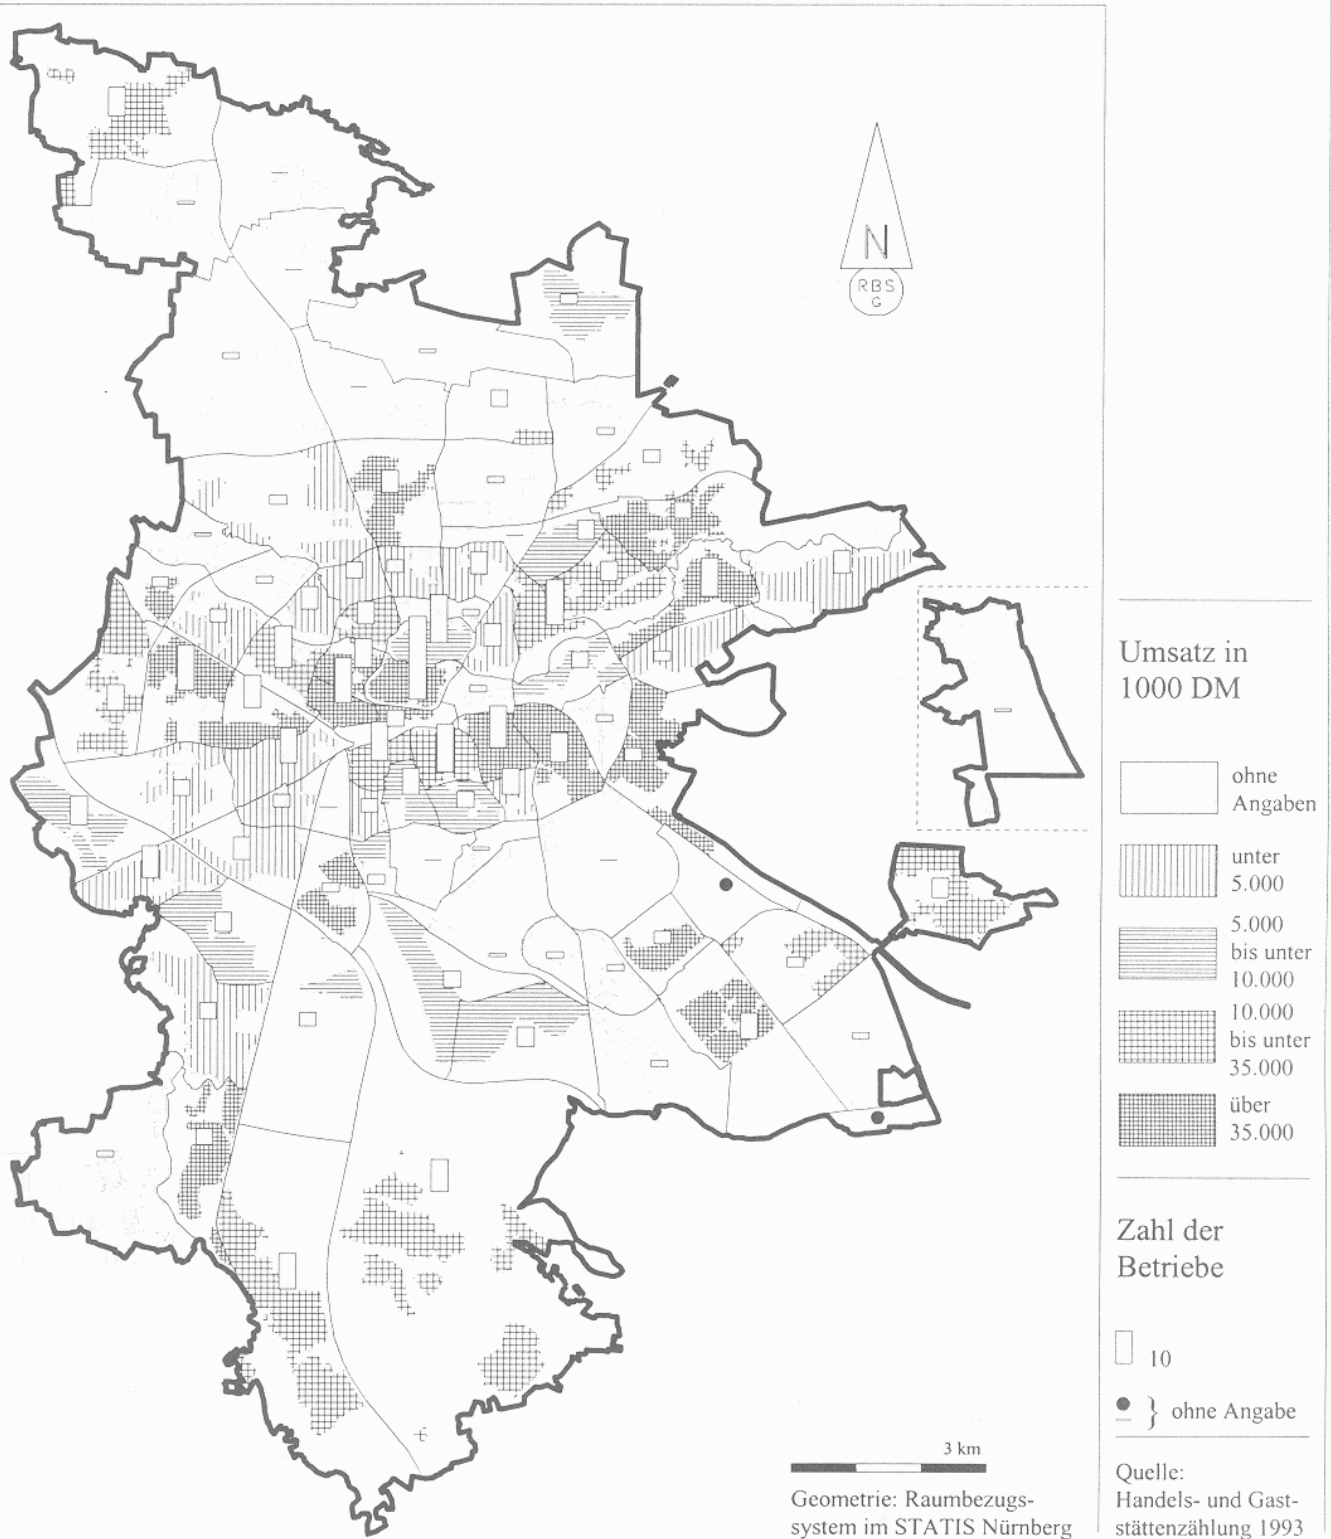 N
RBS
G
Umsatz in
1000 DM
ohne
Angaben
unter
5.000
5.000
bis unter
10.000
10.000
bis unter
35.000
über
35.000
Zahl der
Betriebe
10
} ohne Angabe
3 km
Geometrie: Raumbezugs-
system im STATIS Nürnberg
Quelle:
Handels- und Gast-
stättenzählung 1993